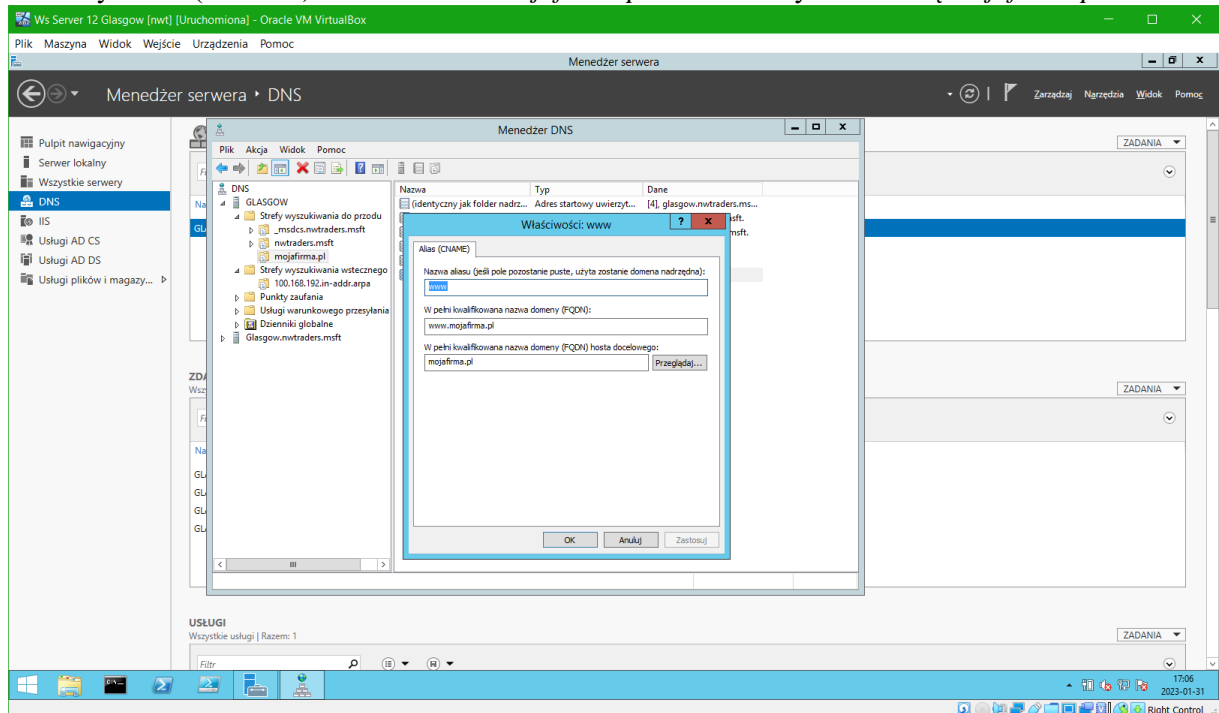 Ws Server 12 Glasgow [nwt] [Uruchomiona] - Oracle VM VirtualBox
Plik Maszyna Widok Wejście Urządzenia Pomoc
Menedżer serwera
Menedżer serwera ‣ DNS
Zarządzaj Narzędzia Widok Pomoc
Pulpit nawigacyjny
Serwer lokalny
Wszystkie serwery
DNS
IIS
Usługi AD CS
Usługi AD DS
Usługi plików i magazy...
ZADANIA
Menedżer DNS
Plik Akcja Widok Pomoc
DNS
GLASGOW
Strefy wyszukiwania do przodu
_msdcs.nwtraders.msft
nwtraders.msft
mojafirma.pl
Strefy wyszukiwania wstecznego
100.168.192.in-addr.arpa
Punkty zaufania
Usługi warunkowego przesyłania
Dzienniki globalne
Glasgow.nwtraders.msft
Nazwa Typ Dane
(identyczny jak folder nadrz... Adres startowy uwierzyt... [4], glasgow.nwtraders.ms...
Właściwości: www
Alias (CNAME)
Nazwa aliasu (jeśli pole pozostanie puste, użyta zostanie domena nadrzędna):
www
W pełni kwalifikowana nazwa domeny (FQDN):
www.mojafirma.pl
W pełni kwalifikowana nazwa domeny (FQDN) hosta docelowego:
mojafirma.pl
Przeglądaj...
OK Anuluj Zastosuj
ZADANIA
USŁUGI
Wszystkie usługi | Razem: 1
ZADANIA
Filtr
17:06
2023-01-31
Right Control